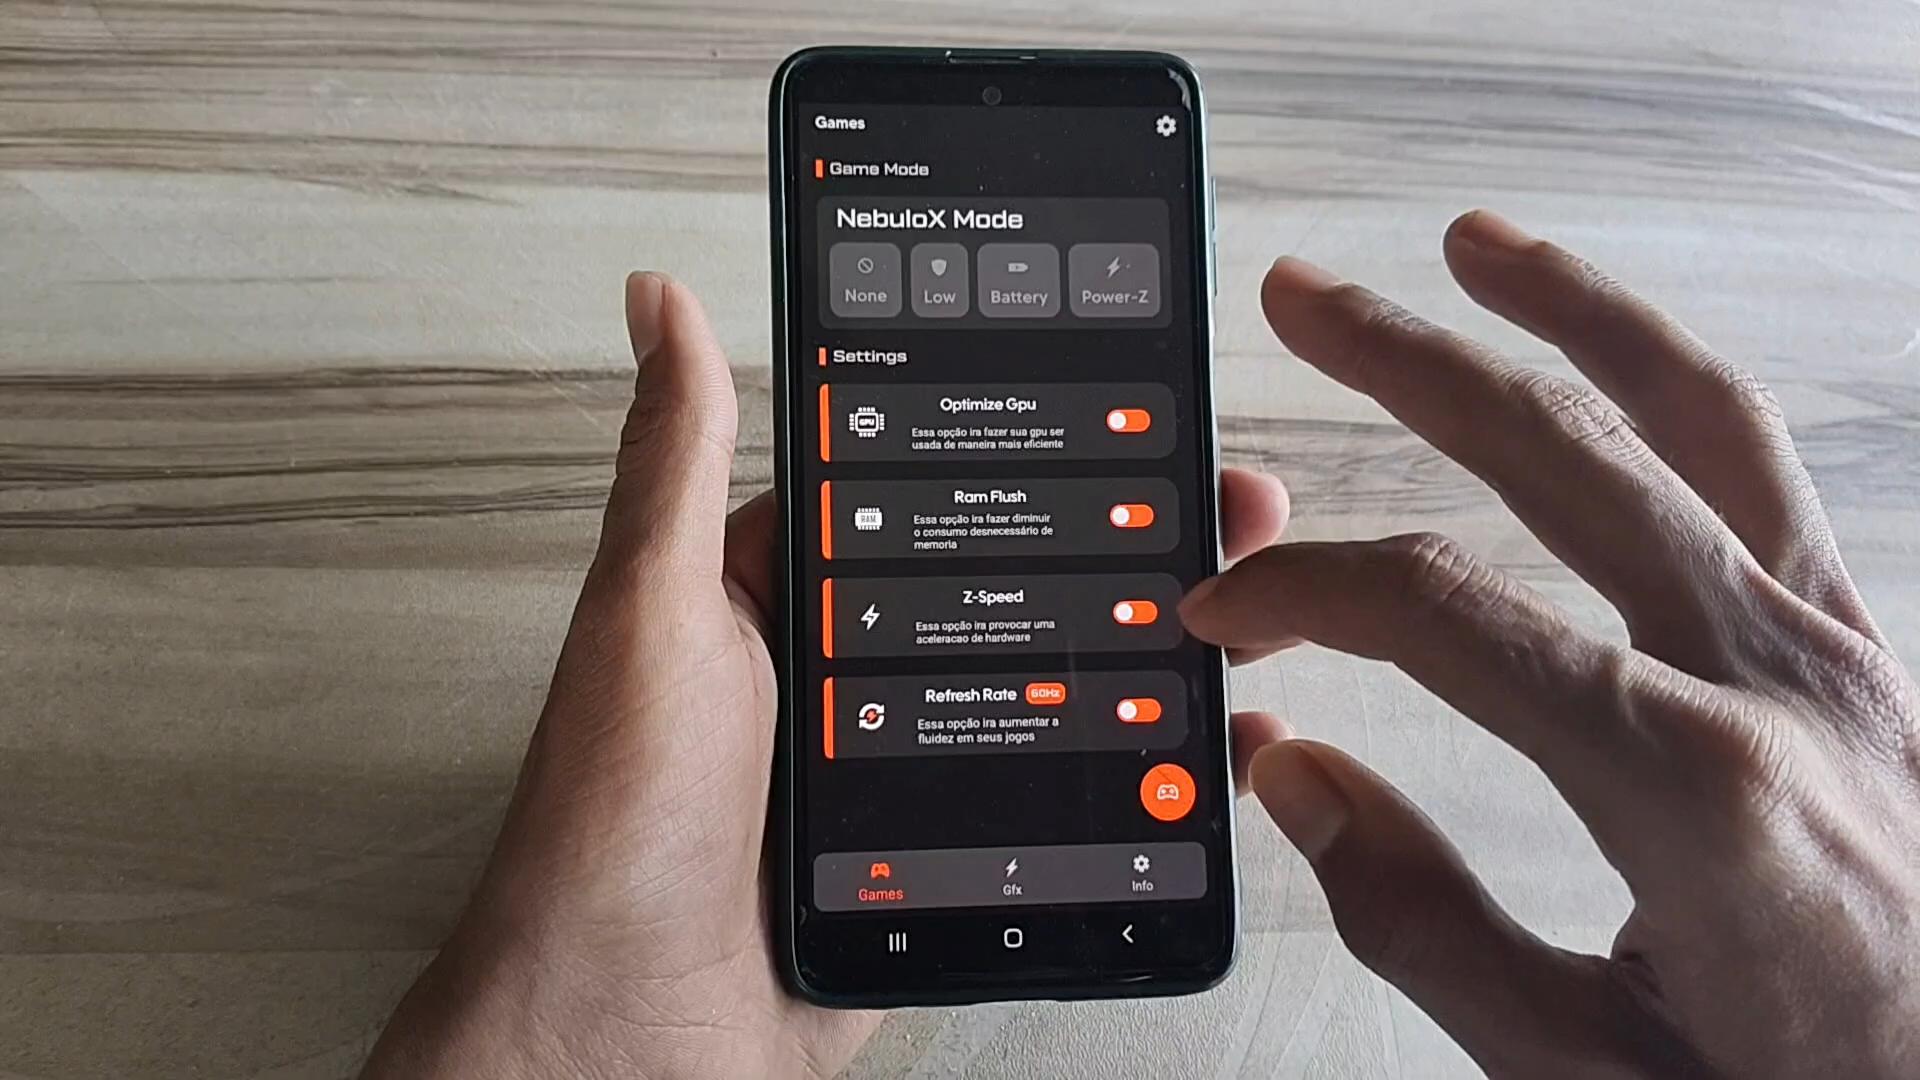 Games
Game Mode
NebuloX Mode
None
Low
Battery
Power-Z
Settings
Optimize Gpu
GPU
Essa opção ira fazer sua gpu ser
usada de maneira mais eficiente
Ram Flush
RAM
Essa opção ira fazer diminuir
o consumo desnecessário de
memoria
Z-Speed
Essa opção ira provocar uma
aceleracao de hardware
Refresh Rate 60Hz
Essa opção ira aumentar a
fluidez em seus jogos
Games
Gfx
Info